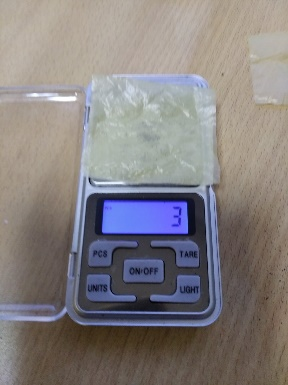 3
PCS
TARE
ON/OFF
UNITS
LIGHT